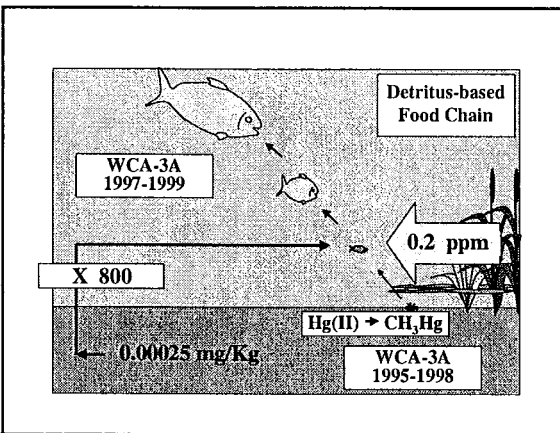 Detritus-based
Food Chain
WCA-3A
1997-1999
0.2 ppm
X 800
Hg(II) → CH₃Hg
0.00025 mg/Kg
WCA-3A
1995-1998